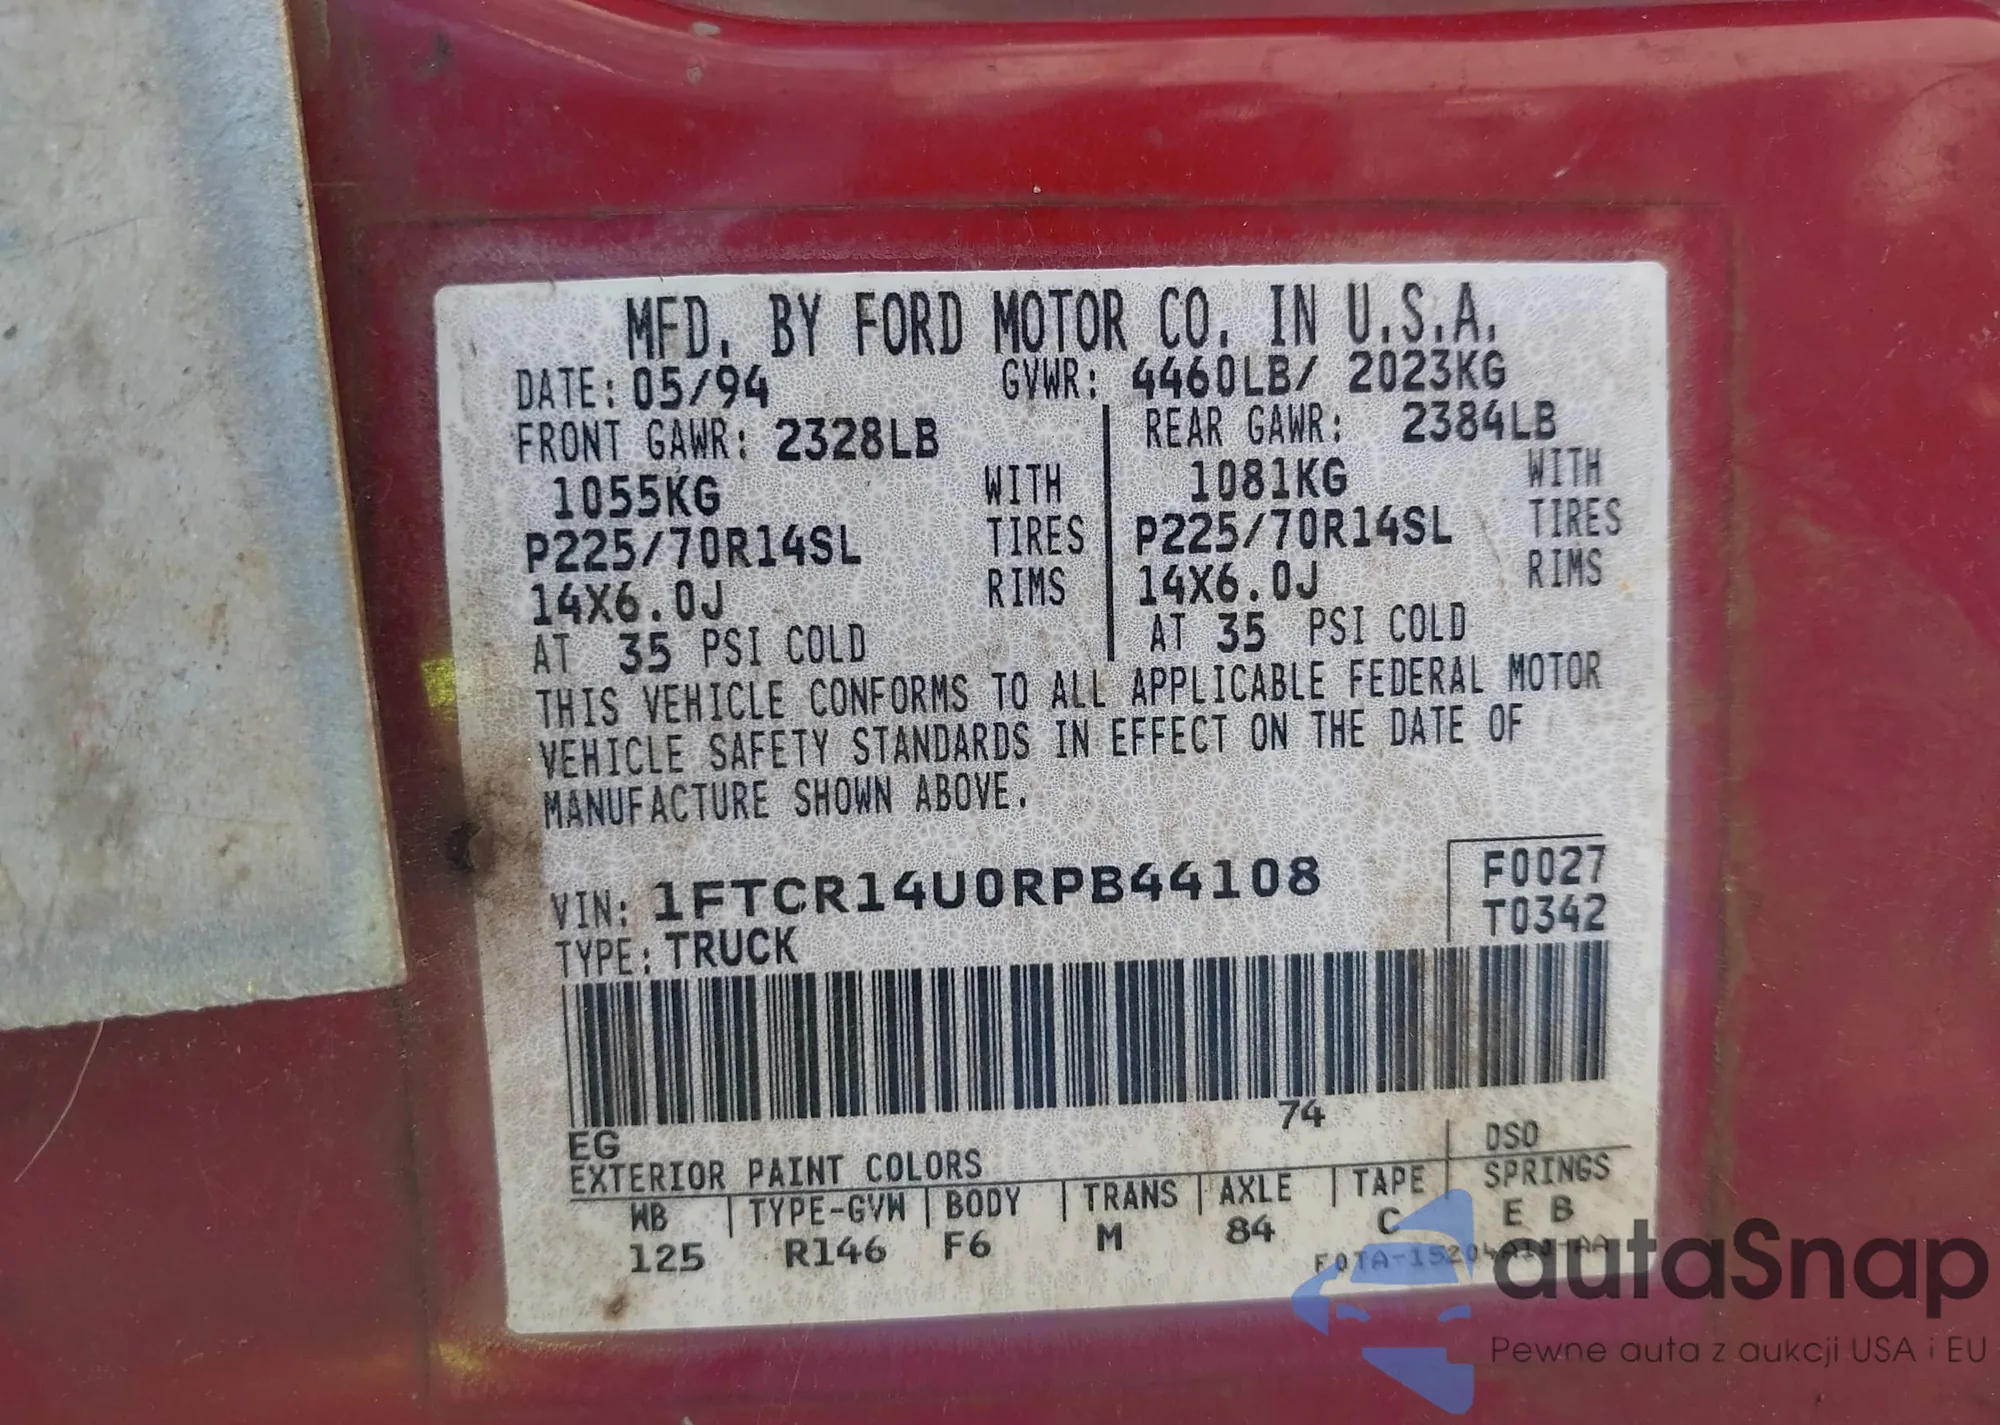 MFD. BY FORD MOTOR CO. IN U.S.A.
DATE: 05/94 GVWR: 4460LB/ 2023KG
FRONT GAWR: 2328LB REAR GAWR: 2384LB
1055KG WITH 1081KG WITH
P225/70R14SL TIRES P225/70R14SL TIRES
14X6.0J RIMS 14X6.0J RIMS
AT 35 PSI COLD AT 35 PSI COLD
THIS VEHICLE CONFORMS TO ALL APPLICABLE FEDERAL MOTOR
VEHICLE SAFETY STANDARDS IN EFFECT ON THE DATE OF
MANUFACTURE SHOWN ABOVE.
VIN: 1FTCR14U0RPB44108 F0027
TYPE: TRUCK T0342
74
EG DSO
EXTERIOR PAINT COLORS
WB TYPE-GVW BODY TRANS AXLE TAPE SPRINGS
125 R146 F6 M 84 C E B
autaSnap
Pewne auta z aukcji USA i EU